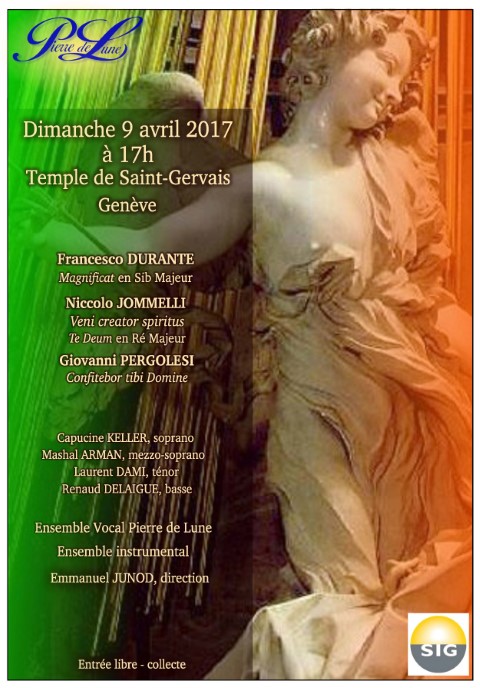 Pierre de Lune
Dimanche 9 avril 2017
à 17h
Temple de Saint-Gervais
Genève
Francesco DURANTE
Magnificat en Sib Majeur
Niccolo JOMMELLI
Veni creator spiritus
Te Deum en Ré Majeur
Giovanni PERGOLESI
Confitebor tibi Domine
Capucine KELLER, soprano
Mashal ARMAN, mezzo-soprano
Laurent DAMI, ténor
Renaud DELAIGUE, basse
Ensemble Vocal Pierre de Lune
Ensemble instrumental
Emmanuel JUNOD, direction
SIG
Entrée libre - collecte